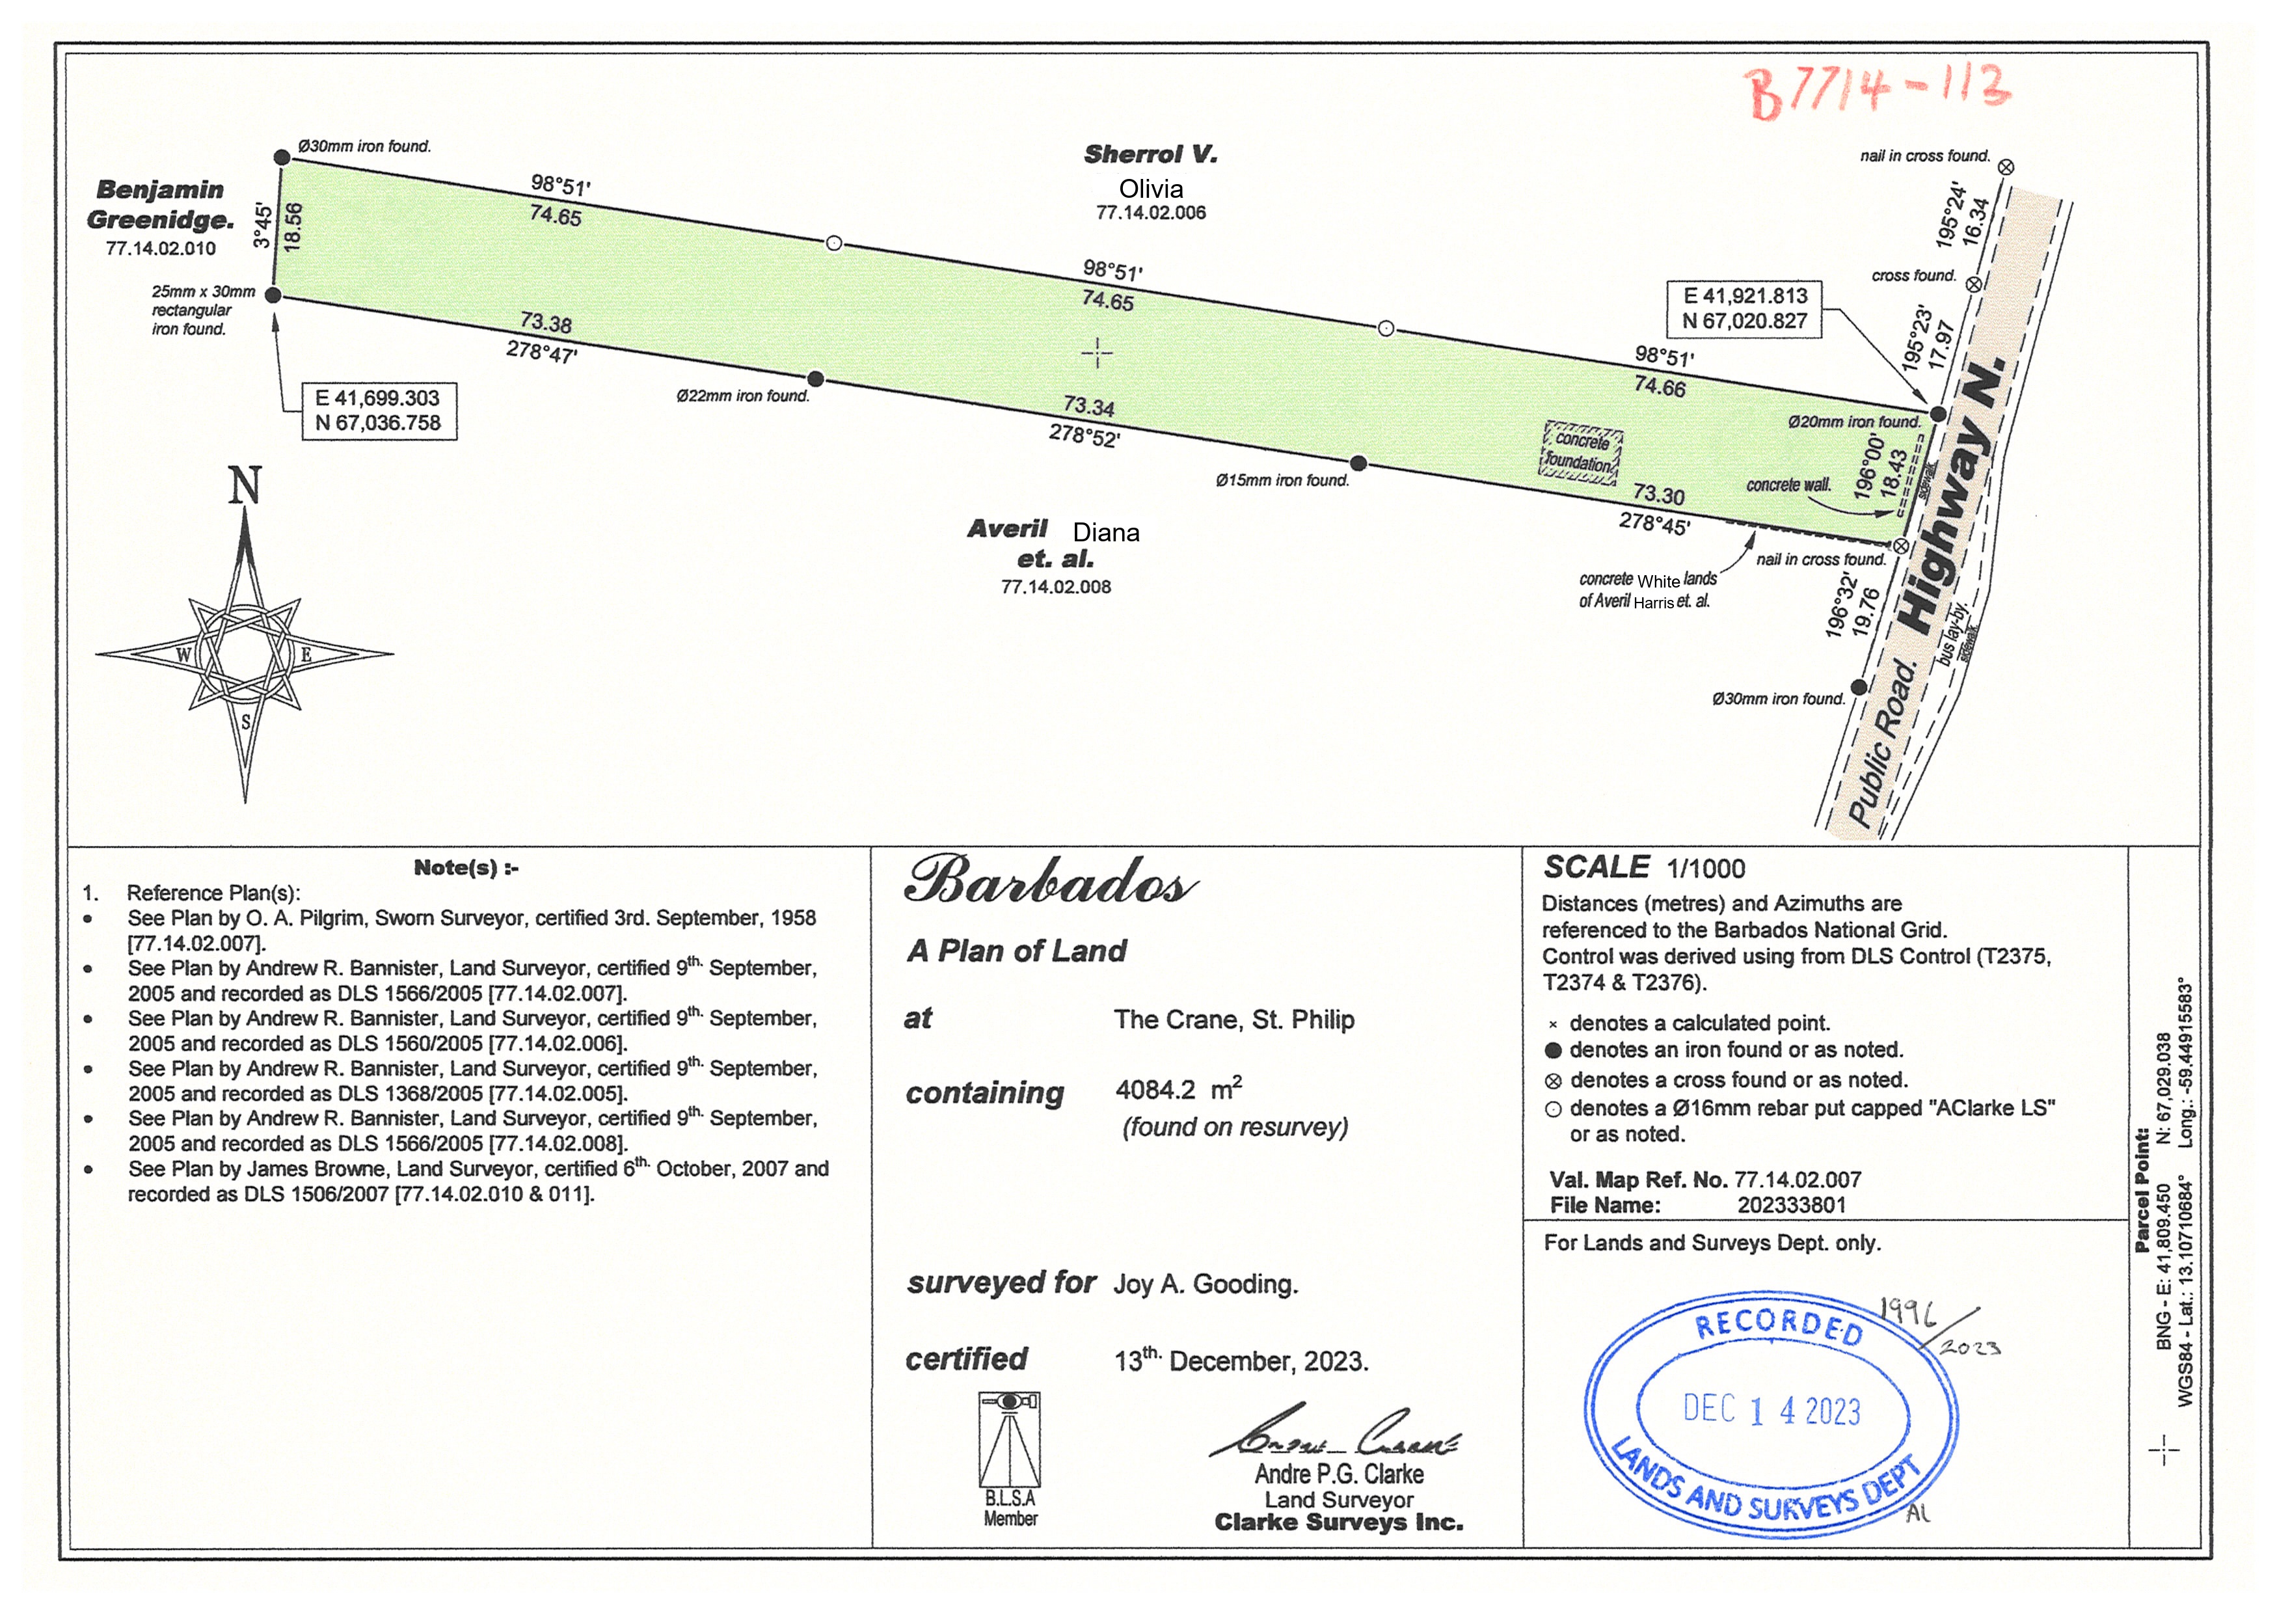 B7714-113
Ø30mm iron found.
Benjamin
Greenidge.
77.14.02.010
3°45'
18.56
25mm x 30mm
rectangular
iron found.
98°51'
74.65
Sherrol V.
Olivia
77.14.02.006
98°51'
74.65
98°51'
74.66
nail in cross found.
195°24'
16.34
cross found.
195°23'
17.97
E 41,921.813
N 67,020.827
Ø20mm iron found.
E 41,699.303
N 67,036.758
73.38
278°47'
Ø22mm iron found.
73.34
278°52'
Ø15mm iron found.
concrete
foundation.
73.30
278°45'
concrete wall.
196°00'
18.43
sidewalk.
nail in cross found.
concrete White lands
of Averil Harris et. al.
Averil Diana
et. al.
77.14.02.008
196°32'
19.76
Ø30mm iron found.
Public Road. Highway N.
bus lay-by.
sidewalk.
N
W
E
S
Note(s) :-
1. Reference Plan(s):
• See Plan by O. A. Pilgrim, Sworn Surveyor, certified 3rd. September, 1958
[77.14.02.007].
• See Plan by Andrew R. Bannister, Land Surveyor, certified 9th. September,
2005 and recorded as DLS 1566/2005 [77.14.02.007].
• See Plan by Andrew R. Bannister, Land Surveyor, certified 9th. September,
2005 and recorded as DLS 1560/2005 [77.14.02.006].
• See Plan by Andrew R. Bannister, Land Surveyor, certified 9th. September,
2005 and recorded as DLS 1368/2005 [77.14.02.005].
• See Plan by Andrew R. Bannister, Land Surveyor, certified 9th. September,
2005 and recorded as DLS 1566/2005 [77.14.02.008].
• See Plan by James Browne, Land Surveyor, certified 6th. October, 2007 and
recorded as DLS 1506/2007 [77.14.02.010 & 011].
Barbados
A Plan of Land
at The Crane, St. Philip
containing 4084.2 m²
(found on resurvey)
surveyed for Joy A. Gooding.
certified 13th. December, 2023.
B.L.S.A
Member
Andre P.G. Clarke
Land Surveyor
Clarke Surveys Inc.
SCALE 1/1000
Distances (metres) and Azimuths are
referenced to the Barbados National Grid.
Control was derived using from DLS Control (T2375,
T2374 & T2376).
× denotes a calculated point.
● denotes an iron found or as noted.
⊗ denotes a cross found or as noted.
⊙ denotes a Ø16mm rebar put capped "AClarke LS"
or as noted.
Val. Map Ref. No. 77.14.02.007
File Name: 202333801
For Lands and Surveys Dept. only.
RECORDED
1996/2023
DEC 14 2023
LANDS AND SURVEYS DEPT
AL
Parcel Point:
BNG - E: 41,809.450 N: 67,029.038
WGS84 - Lat.: 13.10710684° Long.: -59.44915583°